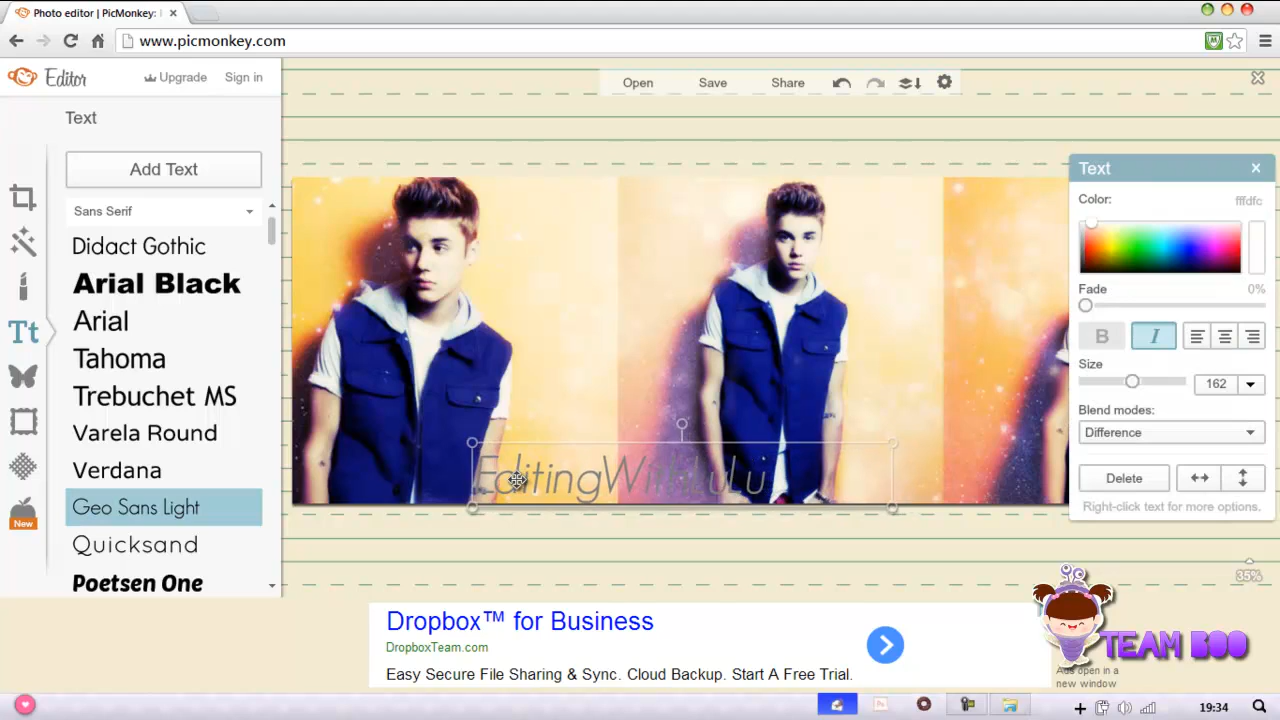 Photo editor | PicMonkey:
www.picmonkey.com
Editor
Upgrade
Sign in
Open
Save
Share
Text
Add Text
Sans Serif
Didact Gothic
Arial Black
Arial
Tahoma
Trebuchet MS
Varela Round
Verdana
Geo Sans Light
Quicksand
Poetsen One
Tt
New
EditingWithLuLu
Text
Color:
fffdfc
Fade
0%
B
I
Size
162
Blend modes:
Difference
Delete
Right-click text for more options.
35%
Dropbox™ for Business
DropboxTeam.com
Easy Secure File Sharing & Sync. Cloud Backup. Start A Free Trial.
TEAM BOO
Ads open in a
new window
19:34